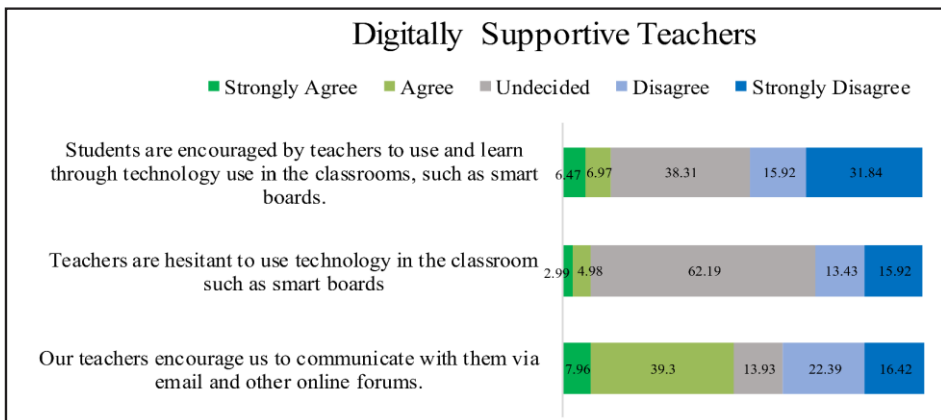 Digitally Supportive Teachers
Strongly Agree Agree Undecided Disagree Strongly Disagree
Students are encouraged by teachers to use and learn
through technology use in the classrooms, such as smart
boards.
6.47 6.97 38.31 15.92 31.84
Teachers are hesitant to use technology in the classroom
such as smart boards
2.99 4.98 62.19 13.43 15.92
Our teachers encourage us to communicate with them via
email and other online forums.
7.96 39.3 13.93 22.39 16.42